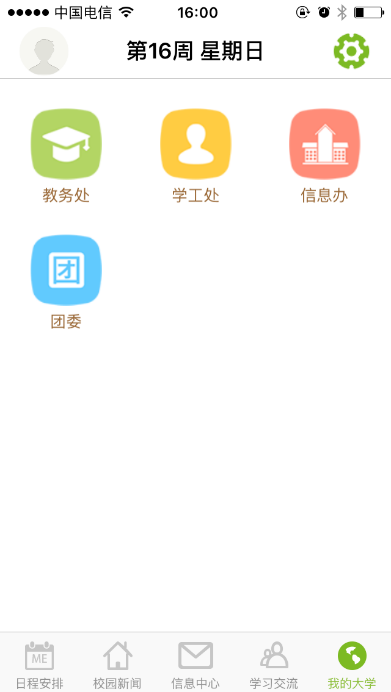 中国电信 16:00
第16周 星期日
教务处 学工处 信息办
团
团委
ME
日程安排 校园新闻 信息中心 学习交流 我的大学